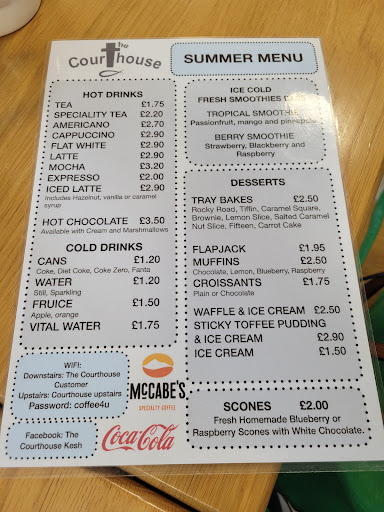 The
Courthouse
SUMMER MENU
HOT DRINKS
TEA £1.75
SPECIALITY TEA £2.20
AMERICANO £2.70
CAPPUCCINO £2.90
FLAT WHITE £2.90
LATTE £2.90
MOCHA £3.20
EXPRESSO £2.00
ICED LATTE £2.90
Includes Hazelnut, vanilla or caramel
syrup
HOT CHOCOLATE £3.50
Available with Cream and Marshmallows
COLD DRINKS
CANS £1.20
Coke, Diet Coke, Coke Zero, Fanta
WATER £1.20
Still, Sparkling
FRUICE £1.50
Apple, orange
VITAL WATER £1.75
WIFI:
Downstairs: The Courthouse
Customer
Upstairs: Courthouse upstairs
Password: coffee4u
Facebook: The
Courthouse Kesh
McCABE'S
SPECIALTY COFFEE
Coca-Cola
ICE COLD
FRESH SMOOTHIES
TROPICAL SMOOTHIE
Passionfruit, mango and pineapple
BERRY SMOOTHIE
Strawberry, Blackberry and
Raspberry
DESSERTS
TRAY BAKES £2.50
Rocky Road, Tiffin, Caramel Square,
Brownie, Lemon Slice, Salted Caramel
Nut Slice, Fifteen, Carrot Cake
FLAPJACK £1.95
MUFFINS £2.50
Chocolate, Lemon, Blueberry, Raspberry
CROISSANTS £1.75
Plain or Chocolate
WAFFLE & ICE CREAM £2.50
STICKY TOFFEE PUDDING
& ICE CREAM £2.90
ICE CREAM £1.50
SCONES £2.00
Fresh Homemade Blueberry or
Raspberry Scones with White Chocolate.